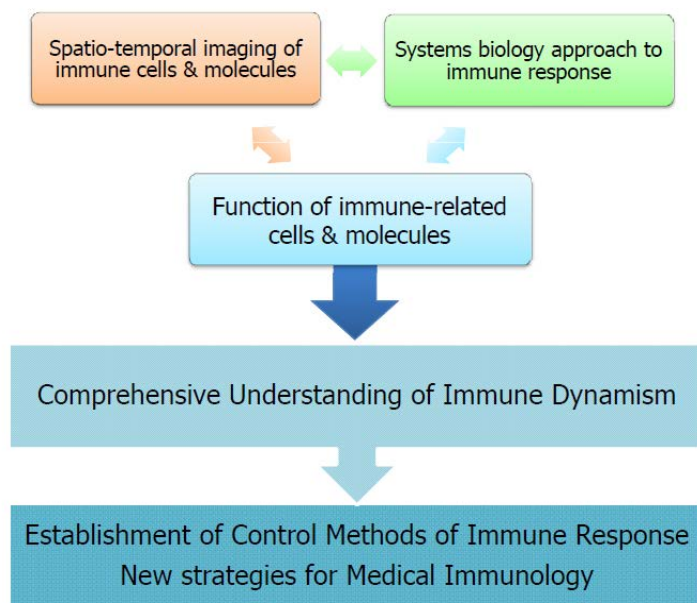 Spatio-temporal imaging of
immune cells & molecules
Systems biology approach to
immune response
Function of immune-related
cells & molecules
Comprehensive Understanding of Immune Dynamism
Establishment of Control Methods of Immune Response
New strategies for Medical Immunology